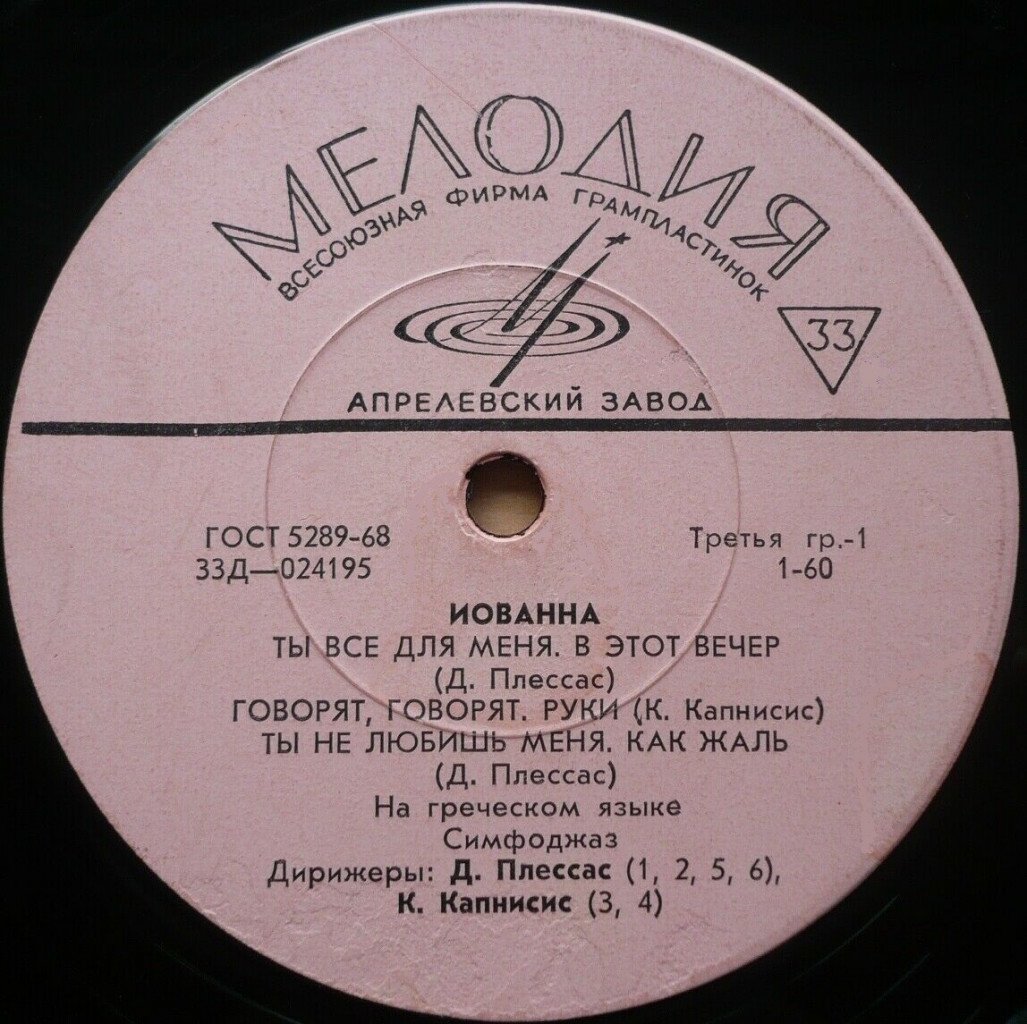 МЕЛОДИЯ
ВСЕСОЮЗНАЯ ФИРМА ГРАМПЛАСТИНОК
33
АПРЕЛЕВСКИЙ ЗАВОД
ГОСТ 5289-68 Третья гр.-1
33Д—024195 1-60
ИОВАННА
ТЫ ВСЕ ДЛЯ МЕНЯ. В ЭТОТ ВЕЧЕР
(Д. Плессас)
ГОВОРЯТ, ГОВОРЯТ. РУКИ (К. Капнисис)
ТЫ НЕ ЛЮБИШЬ МЕНЯ. КАК ЖАЛЬ
(Д. Плессас)
На греческом языке
Симфоджаз
Дирижеры: Д. Плессас (1, 2, 5, 6),
К. Капнисис (3, 4)